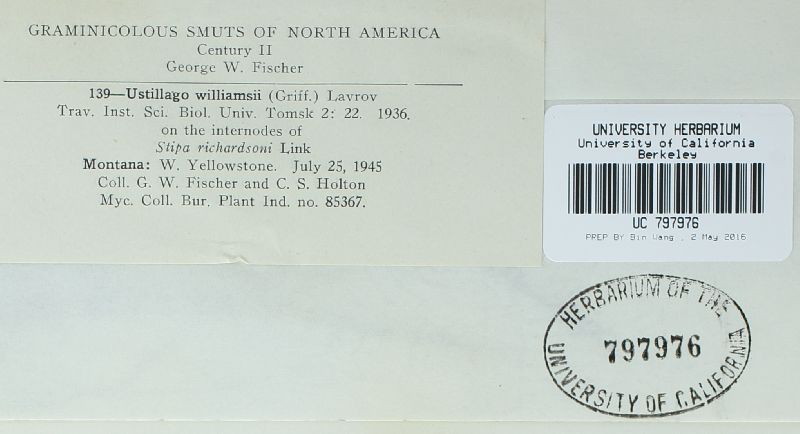 GRAMINICOLOUS SMUTS OF NORTH AMERICA
Century II
George W. Fischer
139—Ustillago williamsii (Griff.) Lavrov
Trav. Inst. Sci. Biol. Univ. Tomsk 2: 22. 1936.
on the internodes of
Stipa richardsoni Link
Montana: W. Yellowstone. July 25, 1945
Coll. G. W. Fischer and C. S. Holton
Myc. Coll. Bur. Plant Ind. no. 85367.
UNIVERSITY HERBARIUM
University of California
Berkeley
UC 797976
PREP BY Bin Wang , 2 May 2016
HERBARIUM OF THE
797976
UNIVERSITY OF CALIFORNIA